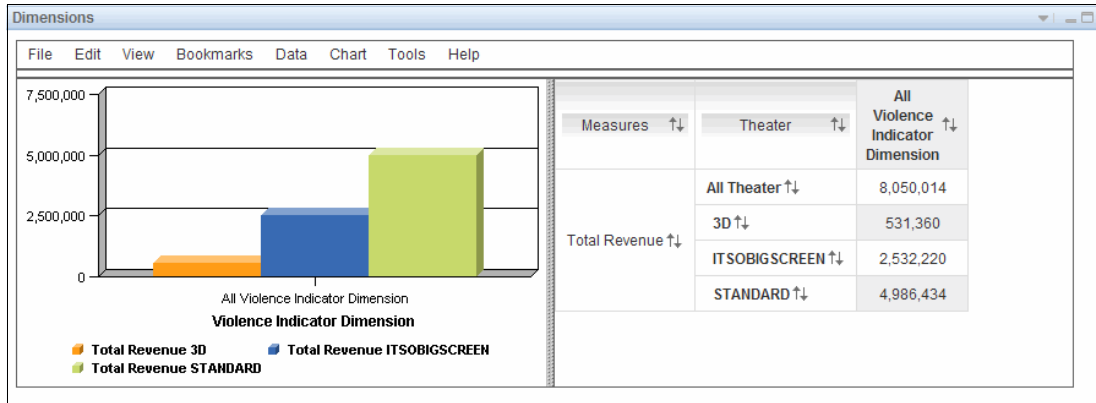 Dimensions
File Edit View Bookmarks Data Chart Tools Help
7,500,000
5,000,000
2,500,000
0
All Violence Indicator Dimension
Violence Indicator Dimension
Total Revenue 3D Total Revenue ITSOBIGSCREEN
Total Revenue STANDARD
Measures Theater All
Violence
Indicator
Dimension
Total Revenue
All Theater 8,050,014
3D 531,360
ITSOBIGSCREEN 2,532,220
STANDARD 4,986,434